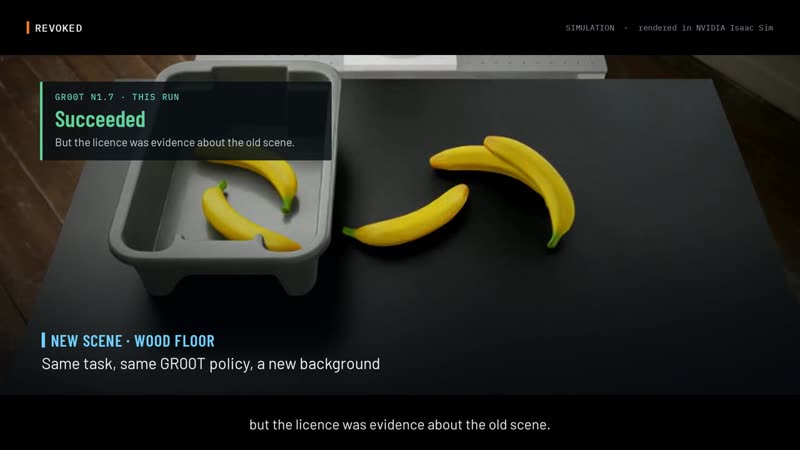 REVOKED
SIMULATION · rendered in NVIDIA Isaac Sim
GR00T N1.7 · THIS RUN
Succeeded
But the licence was evidence about the old scene.
NEW SCENE · WOOD FLOOR
Same task, same GR00T policy, a new background
but the licence was evidence about the old scene.